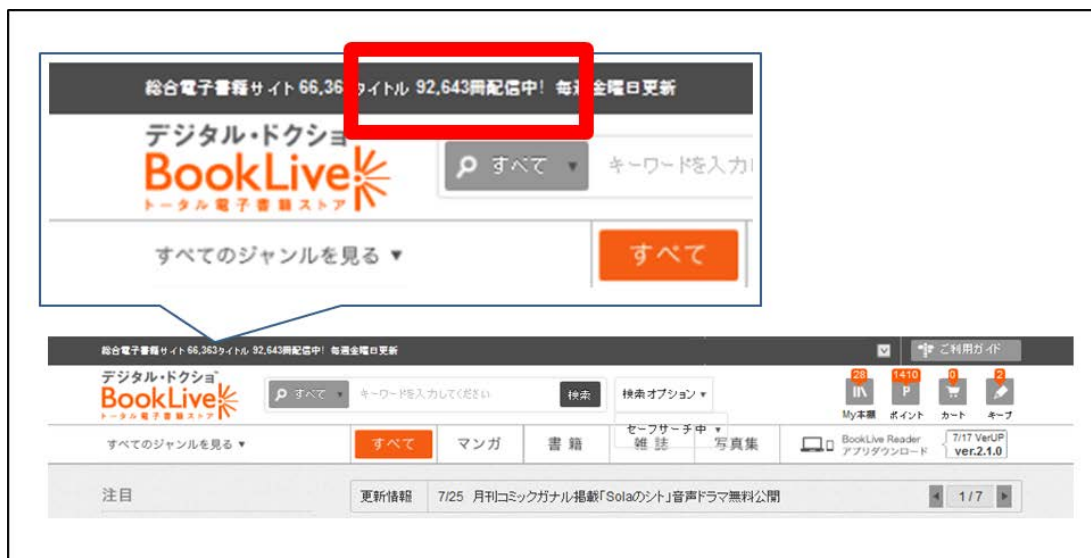 総合電子書籍サイト 66,36 タイトル 92,643冊配信中! 毎週金曜日更新
デジタル・ドクショ
BookLive
トータル電子書籍ストア
すべて ▼ キーワードを入力
すべてのジャンルを見る ▼
すべて
総合電子書籍サイト 66,363タイトル 92,643冊配信中! 毎週金曜日更新
ご利用ガイド
デジタル・ドクショ
BookLive
トータル電子書籍ストア
すべて ▼ キーワードを入力してください 検索 検索オプション ▼
セーフサーチ中 ▼
28 1410 0 2
P
My本棚 ポイント カート キープ
すべてのジャンルを見る ▼ すべて マンガ 書籍 雑誌 写真集
BookLive Reader
アプリダウンロード
7/17 VerUP
ver.2.1.0
注目
更新情報 7/25 月刊コミックガナル掲載「Solaのシト」音声ドラマ無料公開 1/7